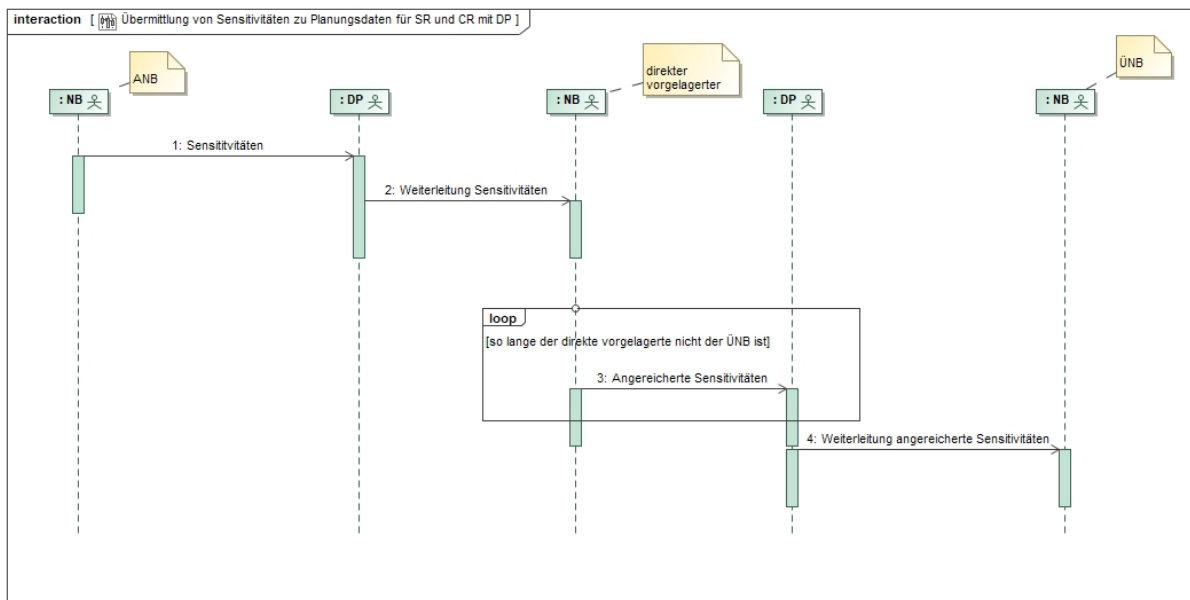 interaction [ Übermittlung von Sensitivitäten zu Planungsdaten für SR und CR mit DP ]
ANB
direkter
vorgelagerter
ÜNB
: NB
: DP
: NB
: DP
: NB
1: Sensititvitäten
2: Weiterleitung Sensitivitäten
loop
[so lange der direkte vorgelagerte nicht der ÜNB ist]
3: Angereicherte Sensitivitäten
4: Weiterleitung angereicherte Sensitivitäten